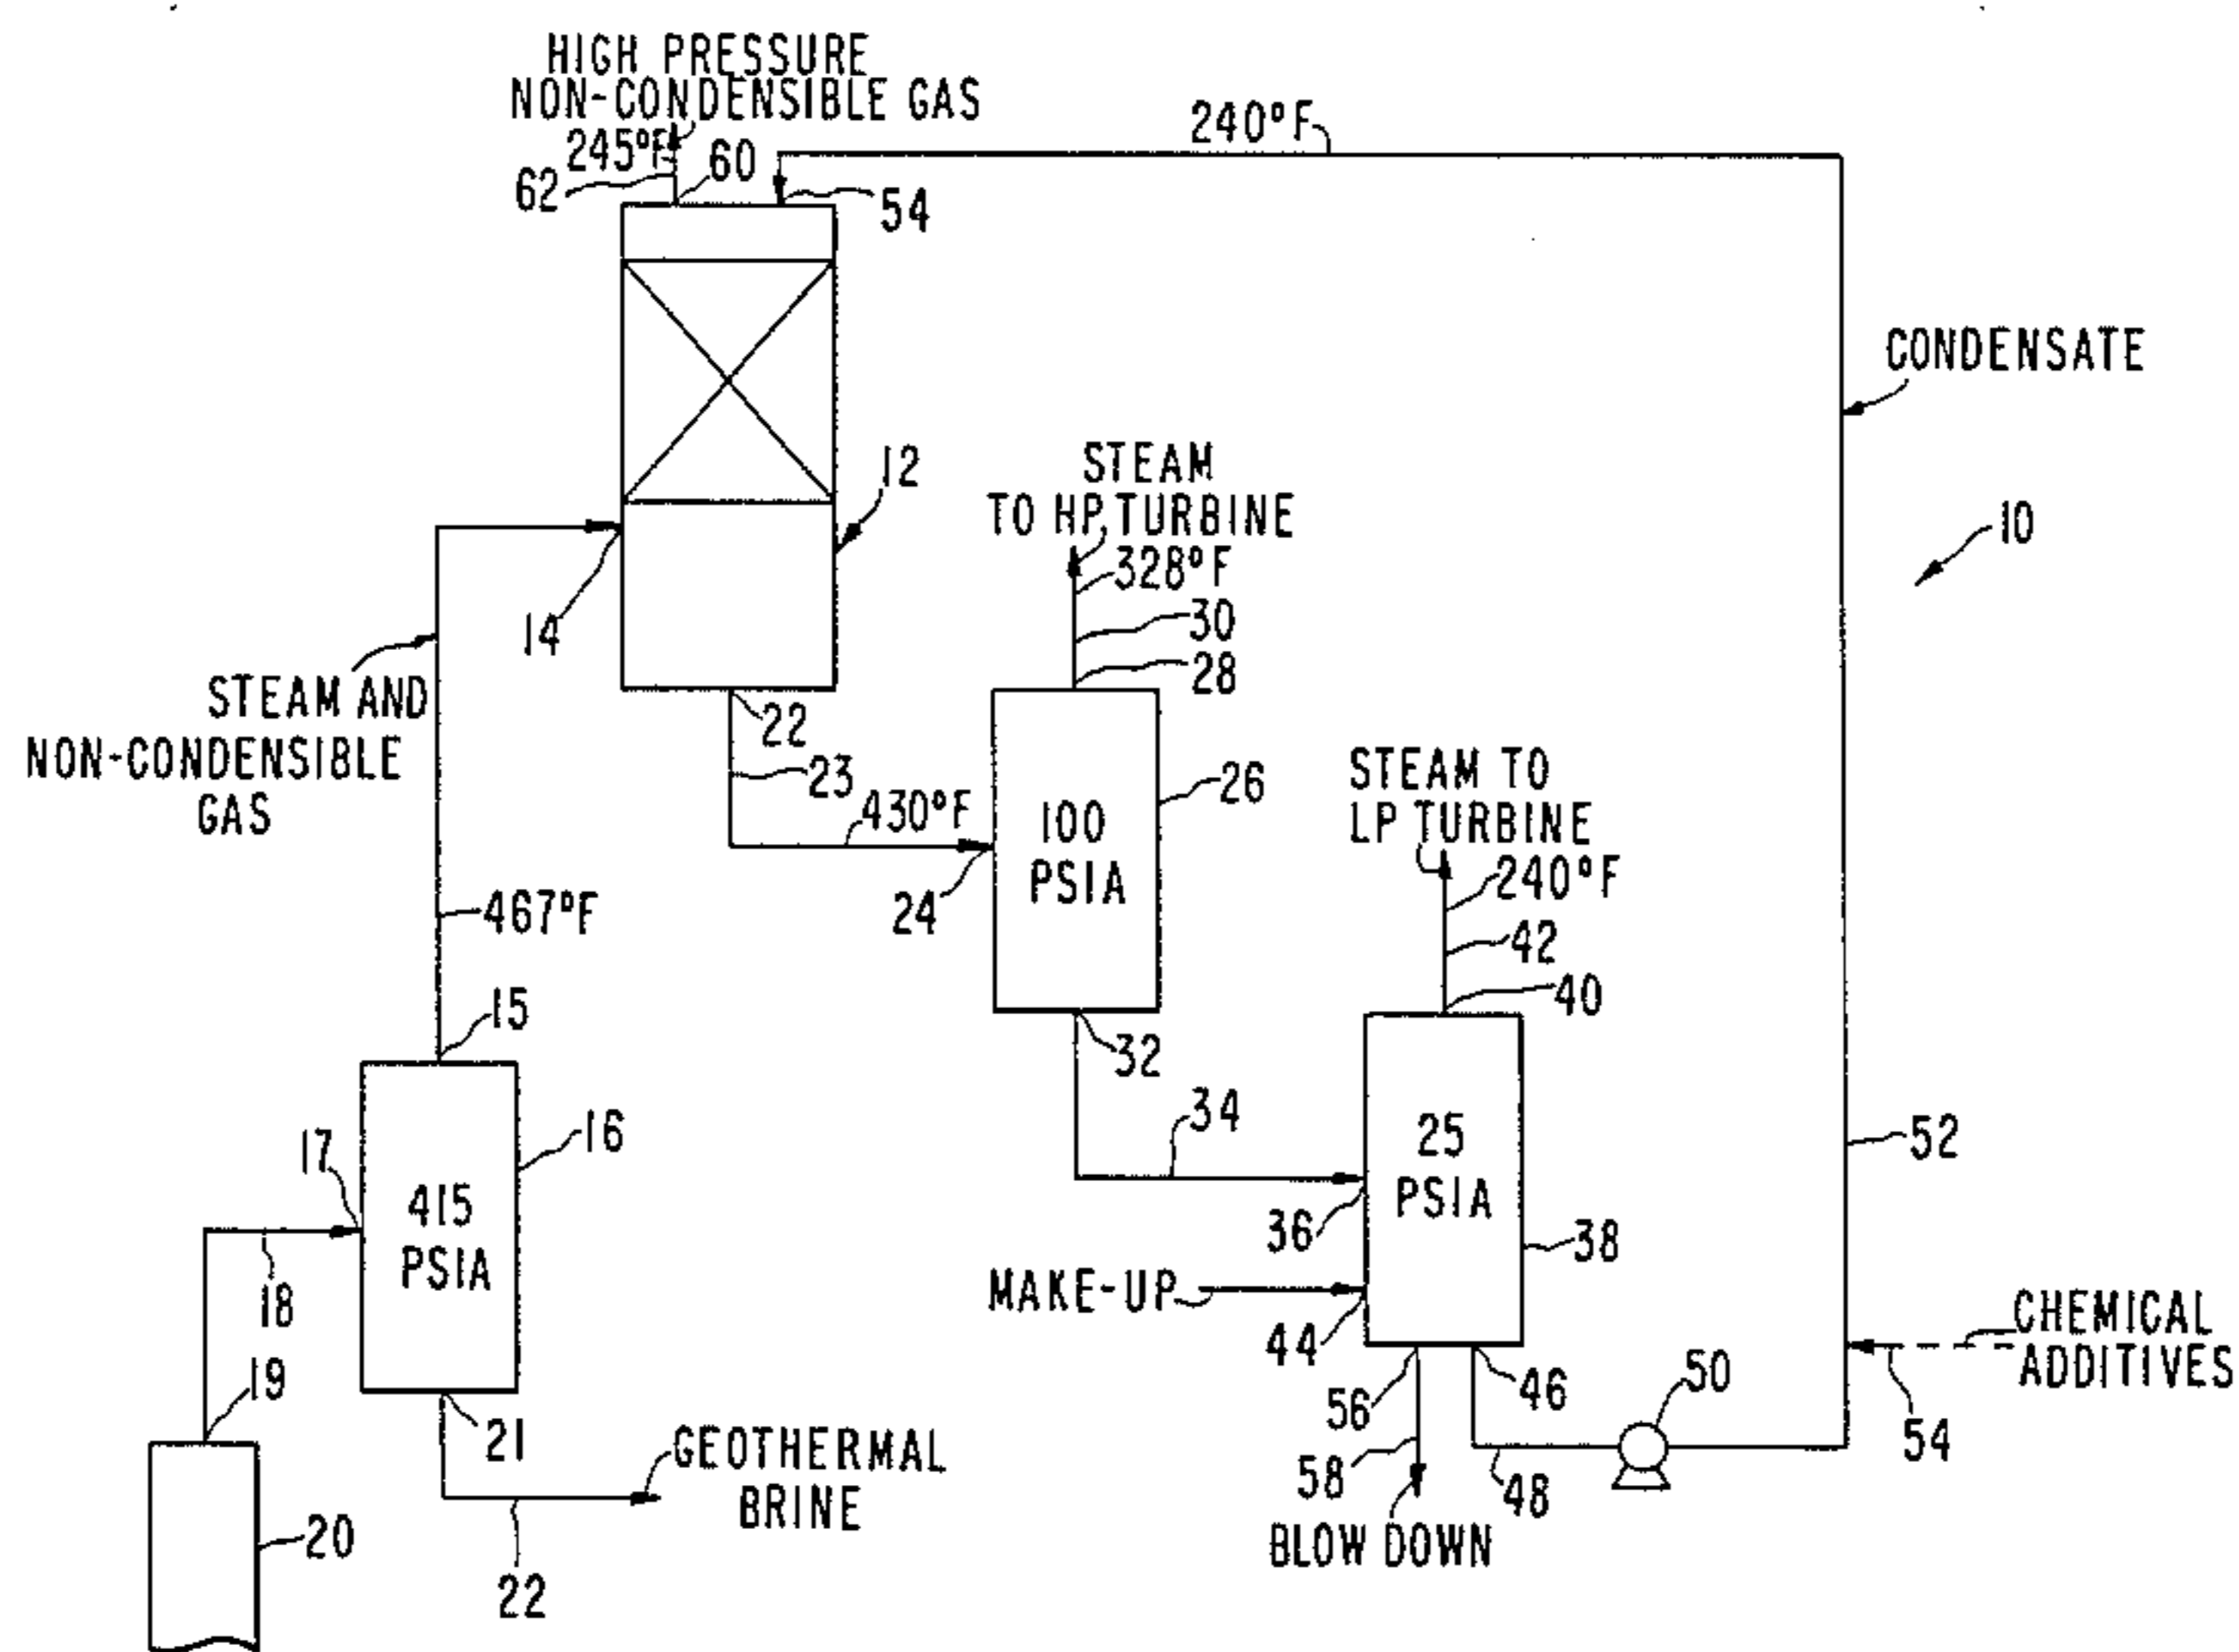 HIGH PRESSURE
NON-CONDENSIBLE GAS
245°F
60
62
54
240°F
CONDENSATE
12
10
STEAM
TO HP TURBINE
328°F
30
28
14
STEAM AND
NON-CONDENSIBLE
GAS
22
23
430°F
24
100
PSIA
26
STEAM TO
LP TURBINE
240°F
42
40
467°F
15
32
34
17
16
415
PSIA
18
25
PSIA
36
38
52
MAKE-UP
44
CHEMICAL
ADDITIVES
54
19
21
GEOTHERMAL
BRINE
20
22
56
46
50
58
48
BLOW DOWN